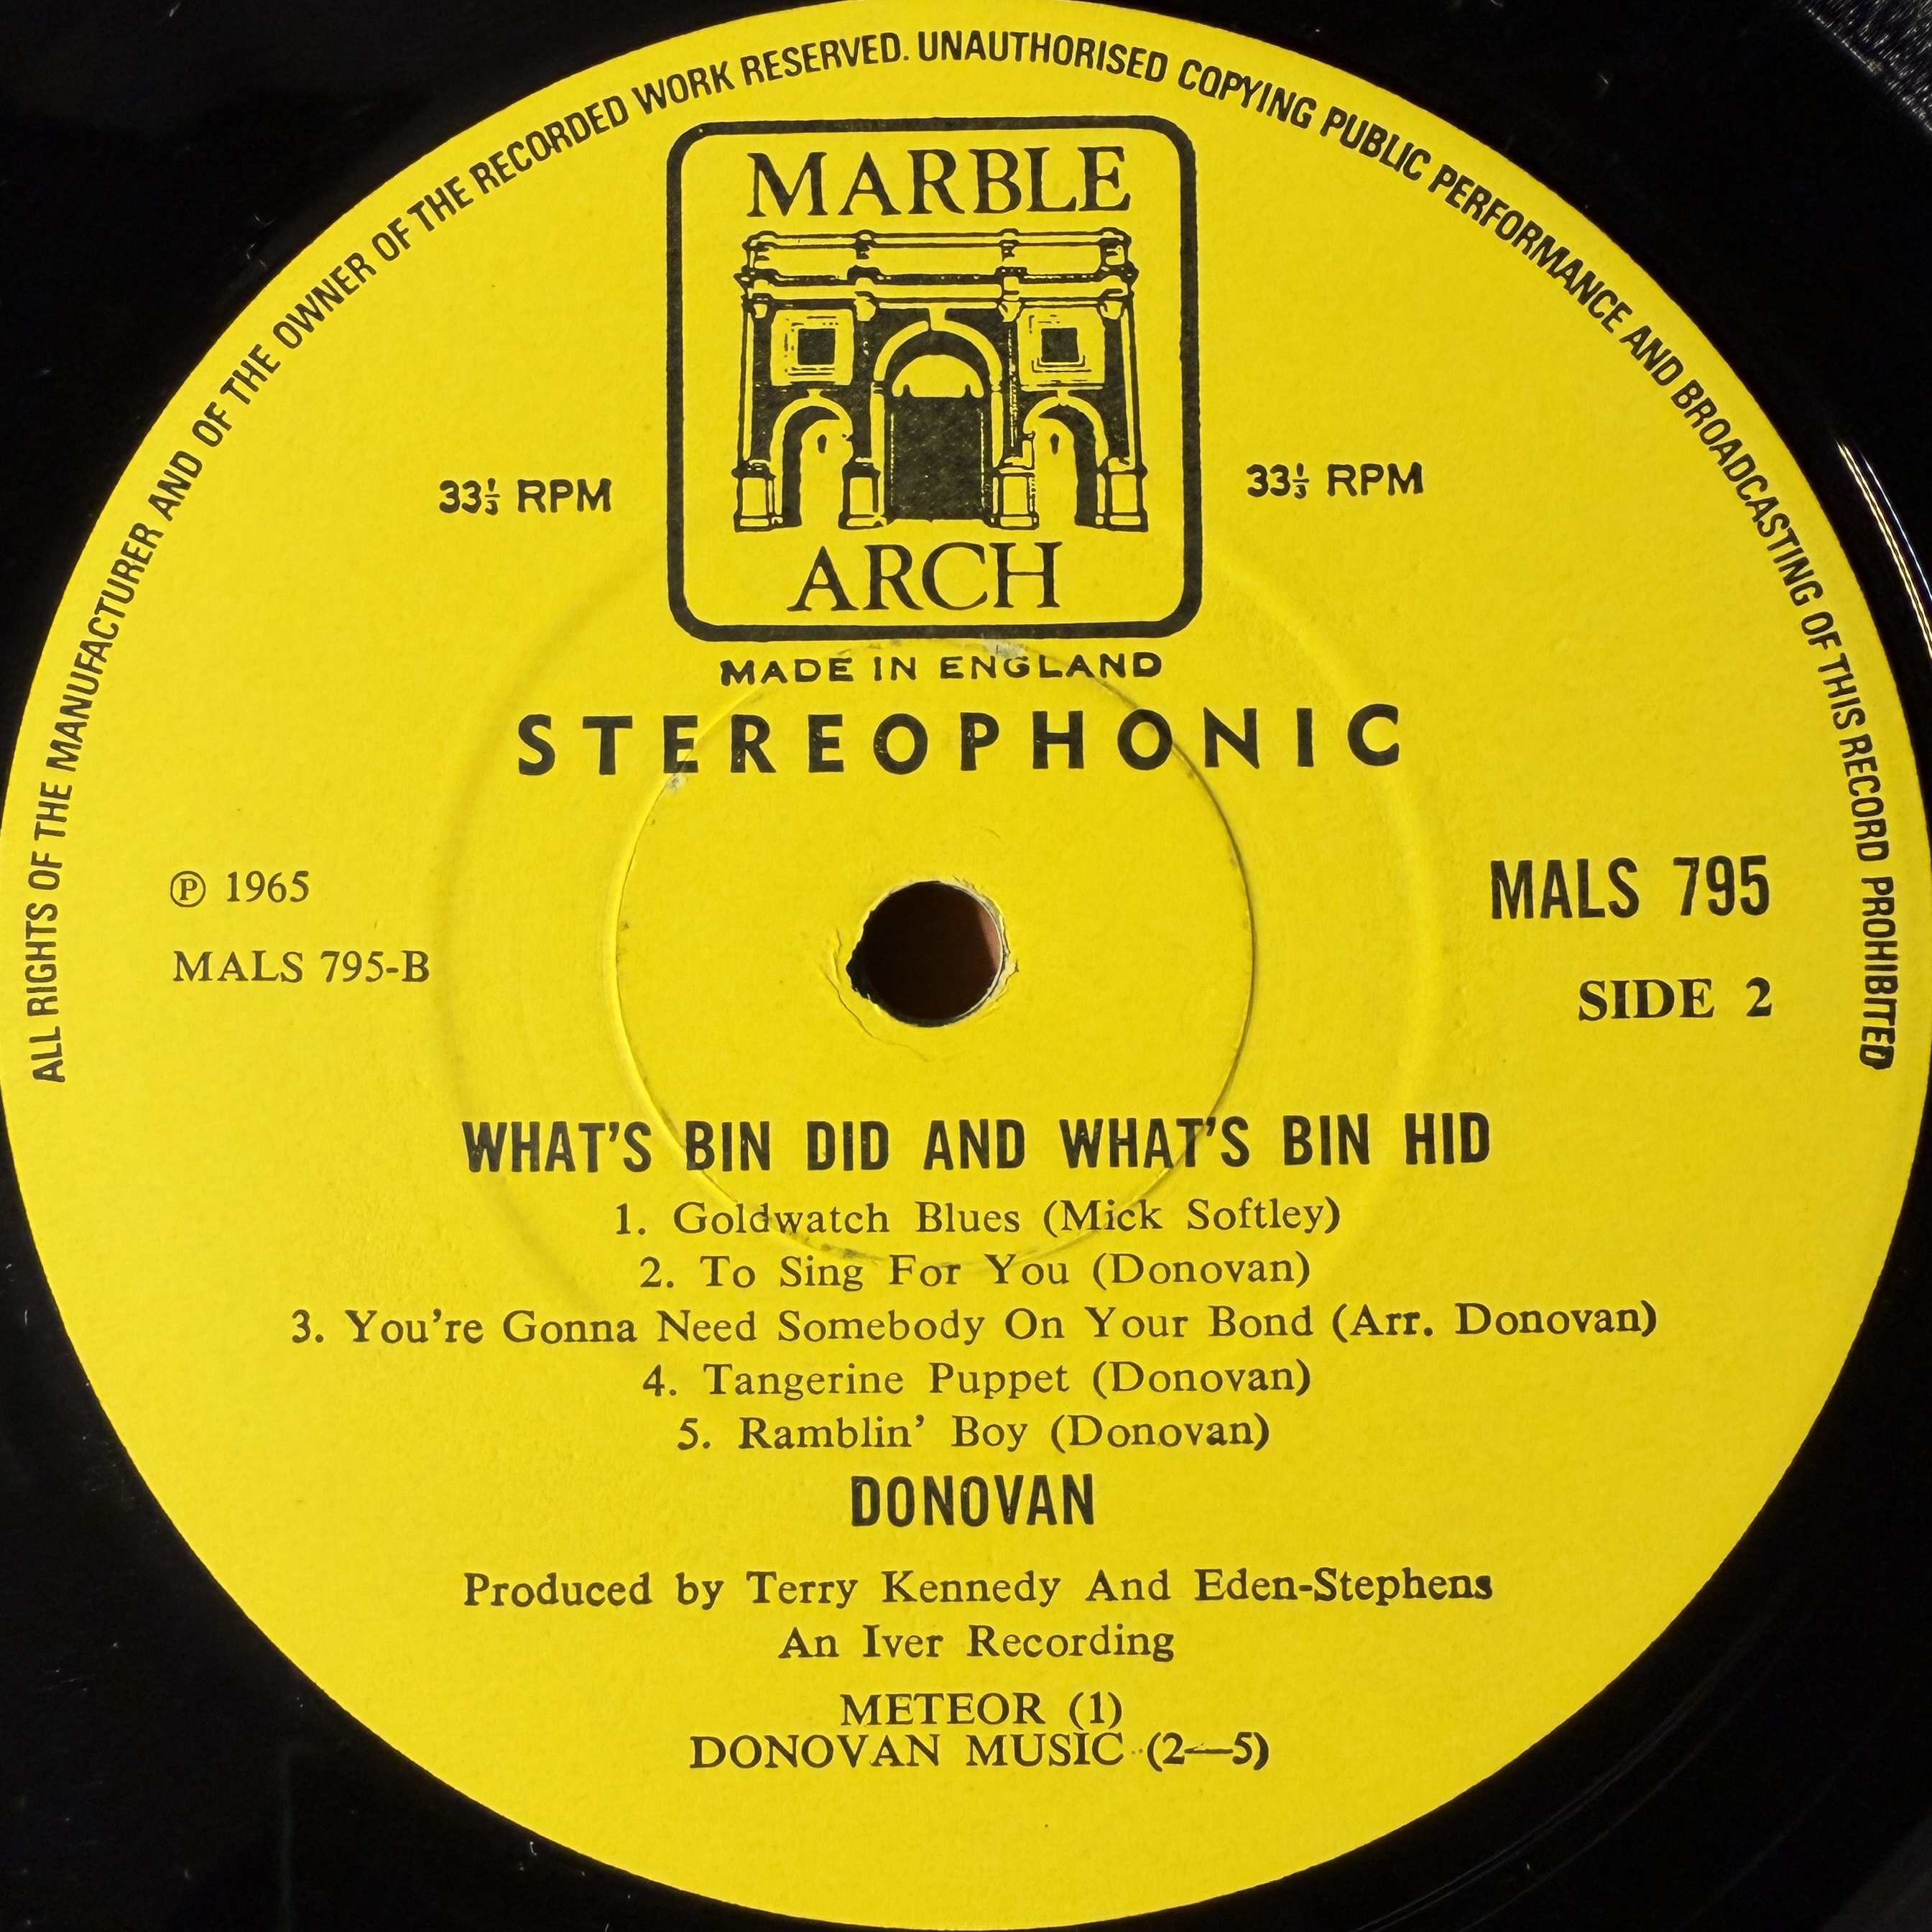 ALL RIGHTS OF THE MANUFACTURER AND OF THE OWNER OF THE RECORDED WORK RESERVED. UNAUTHORISED COPYING PUBLIC PERFORMANCE AND BROADCASTING OF THIS RECORD PROHIBITED
MARBLE
ARCH
33⅓ RPM
33⅓ RPM
MADE IN ENGLAND
STEREOPHONIC
℗ 1965
MALS 795-B
MALS 795
SIDE 2
WHAT'S BIN DID AND WHAT'S BIN HID
1. Goldwatch Blues (Mick Softley)
2. To Sing For You (Donovan)
3. You're Gonna Need Somebody On Your Bond (Arr. Donovan)
4. Tangerine Puppet (Donovan)
5. Ramblin' Boy (Donovan)
DONOVAN
Produced by Terry Kennedy And Eden-Stephens
An Iver Recording
METEOR (1)
DONOVAN MUSIC (2—5)